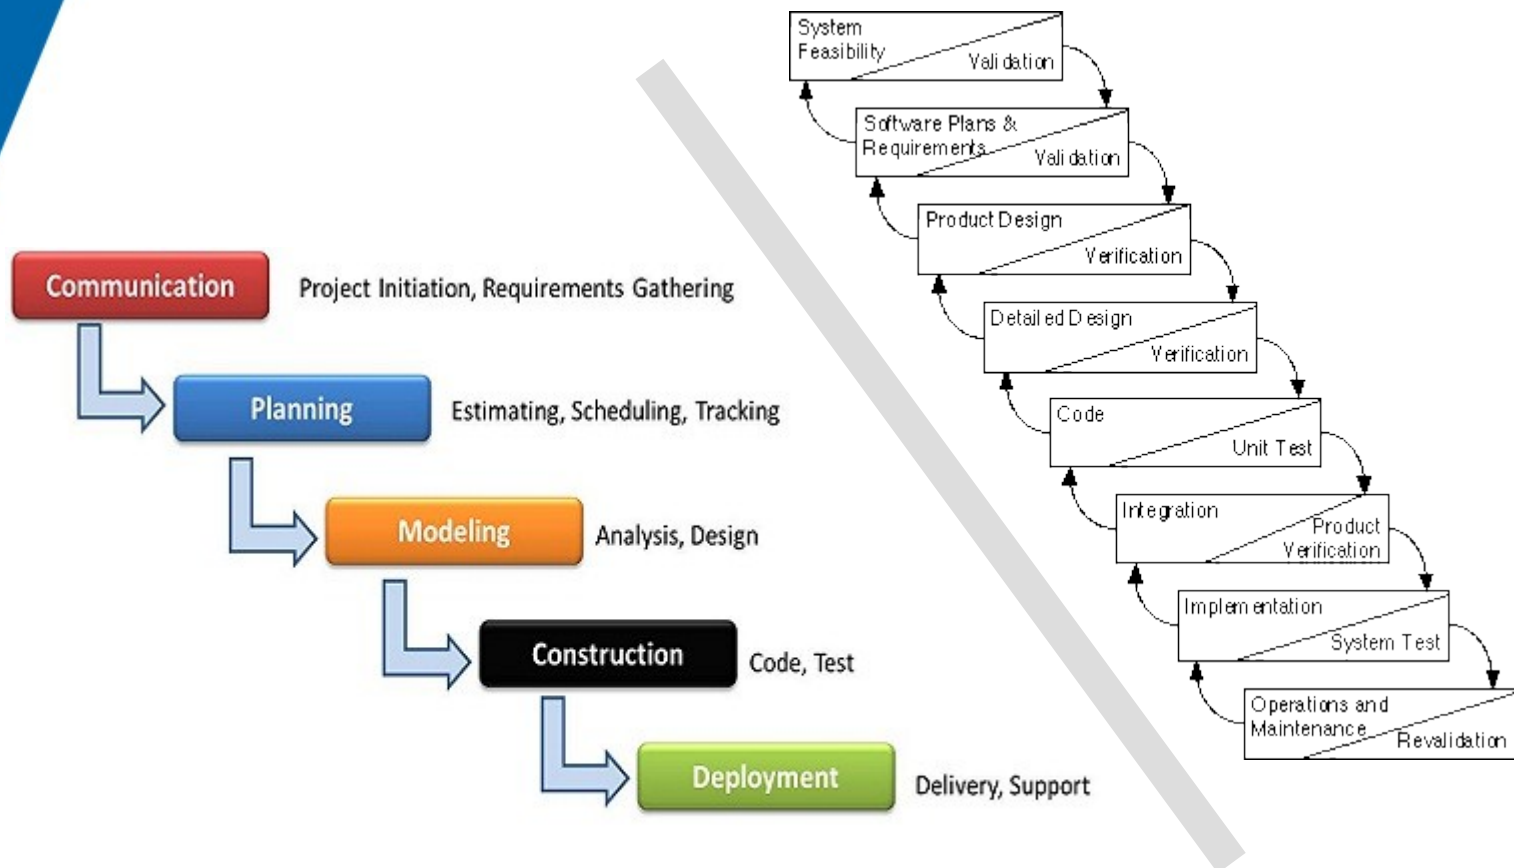 Communication
Project Initiation, Requirements Gathering
Planning
Estimating, Scheduling, Tracking
Modeling
Analysis, Design
Construction
Code, Test
Deployment
Delivery, Support
System
Feasibility
Validation
Software Plans &
Requirements
Validation
Product Design
Verification
Detailed Design
Verification
Code
Unit Test
Integration
Product
Verification
Implementation
System Test
Operations and
Maintenance
Revalidation